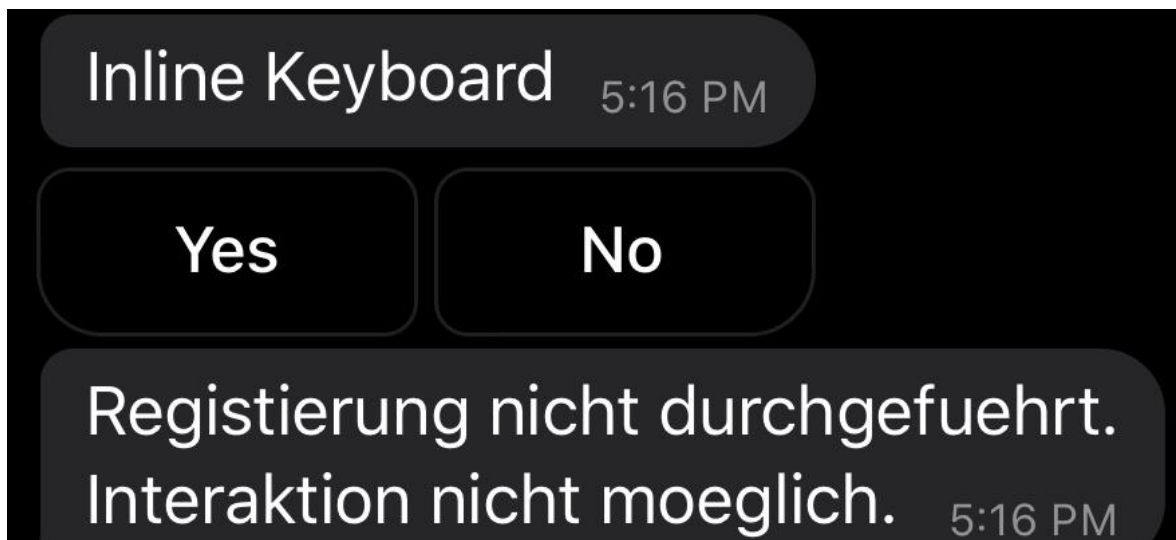 Inline Keyboard 5:16 PM
Yes No
Registierung nicht durchgefuehrt.
Interaktion nicht moeglich. 5:16 PM